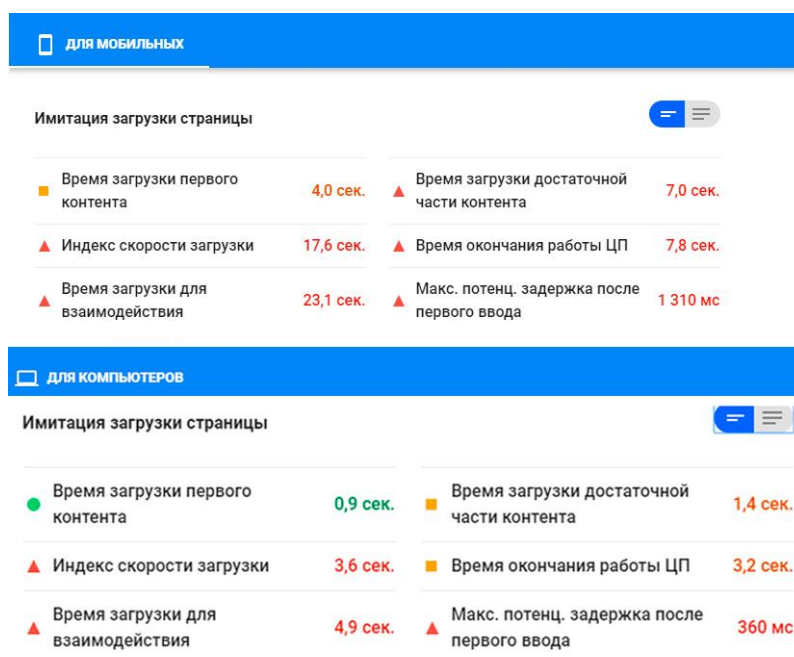 ДЛЯ МОБИЛЬНЫХ
Имитация загрузки страницы
Время загрузки первого
контента
4,0 сек.
Время загрузки достаточной
части контента
7,0 сек.
Индекс скорости загрузки
17,6 сек.
Время окончания работы ЦП
7,8 сек.
Время загрузки для
взаимодействия
23,1 сек.
Макс. потенц. задержка после
первого ввода
1 310 мс
ДЛЯ КОМПЬЮТЕРОВ
Имитация загрузки страницы
Время загрузки первого
контента
0,9 сек.
Время загрузки достаточной
части контента
1,4 сек.
Индекс скорости загрузки
3,6 сек.
Время окончания работы ЦП
3,2 сек.
Время загрузки для
взаимодействия
4,9 сек.
Макс. потенц. задержка после
первого ввода
360 мс